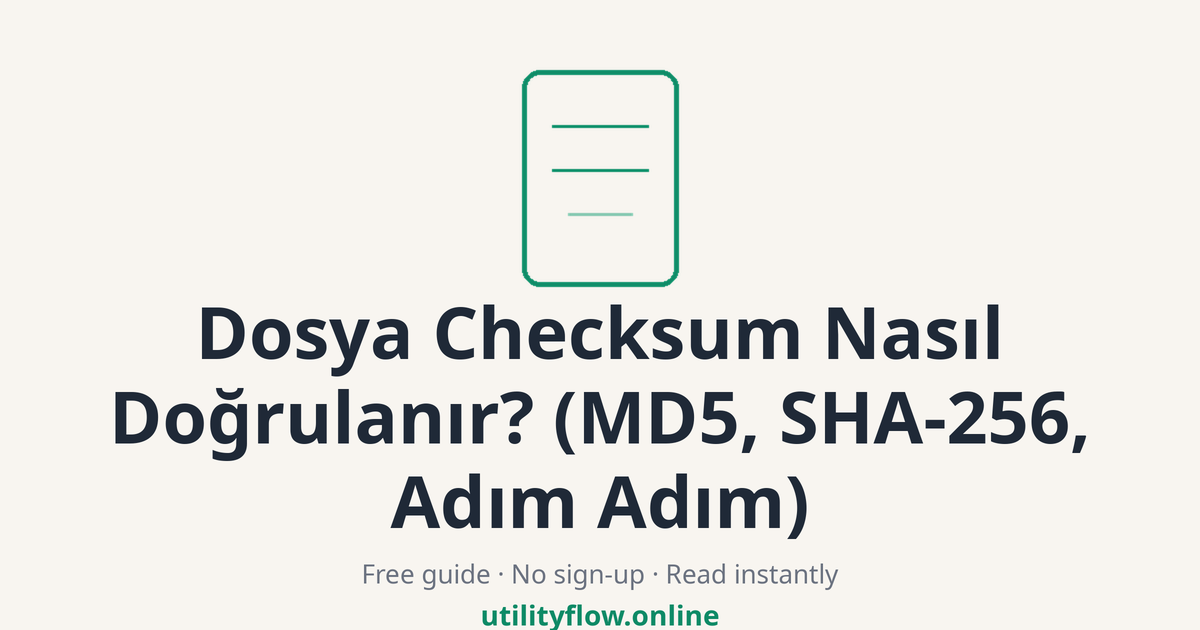 Dosya Checksum Nasıl
Doğrulanır? (MD5, SHA-256,
Adım Adım)
Free guide · No sign-up · Read instantly
utilityflow.online